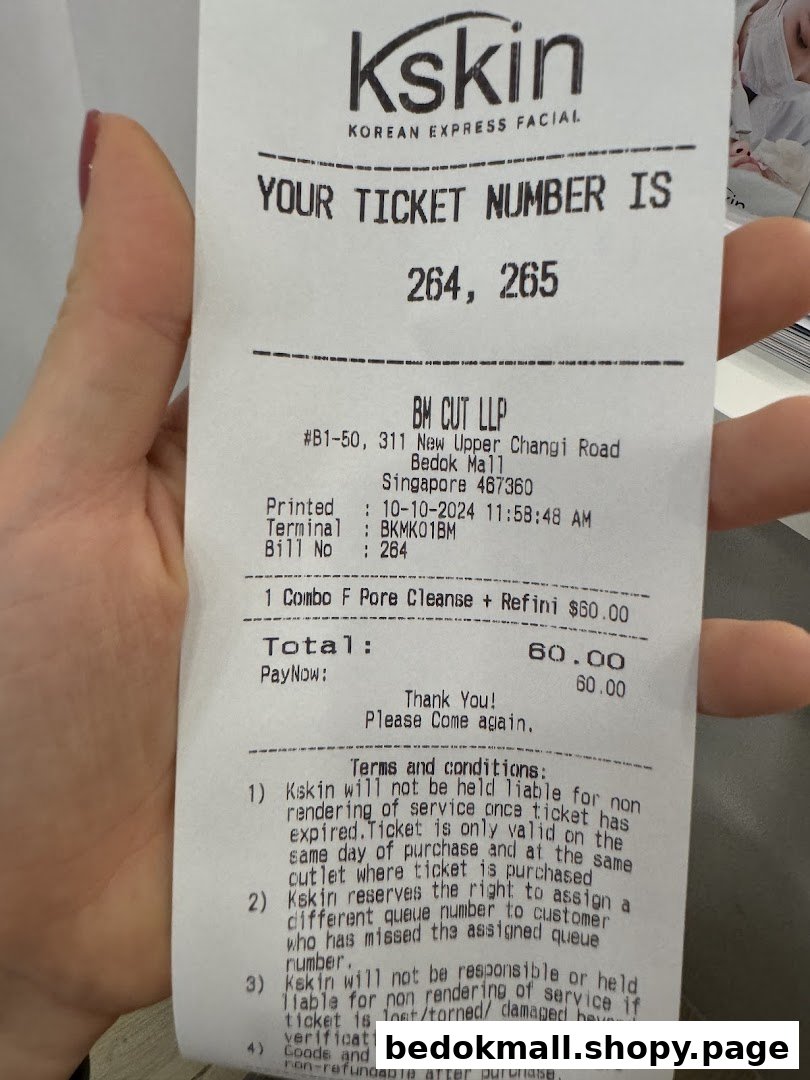 Kskin
KOREAN EXPRESS FACIAL
YOUR TICKET NUMBER IS
264, 265
BM CUT LLP
#B1-50, 311 New Upper Changi Road
Bedok Mall
Singapore 467360
Printed : 10-10-2024 11:58:48 AM
Terminal : BKMK01BM
Bill No : 264
1 Combo F Pore Cleanse + Refini $60.00
Total: 60.00
PayNow: 60.00
Thank You!
Please Come again.
Terms and conditions:
1) Kskin will not be held liable for non
rendering of service once ticket has
expired.Ticket is only valid on the
same day of purchase and at the same
outlet where ticket is purchased
2) Kskin reserves the right to assign a
different queue number to customer
who has missed the assigned queue
number.
3) Kskin will not be responsible or held
liable for non rendering of service if
ticket is lost/torned/ damaged beyond
4) Goods and
non-refundable after purchase.
bedokmall.shopy.page